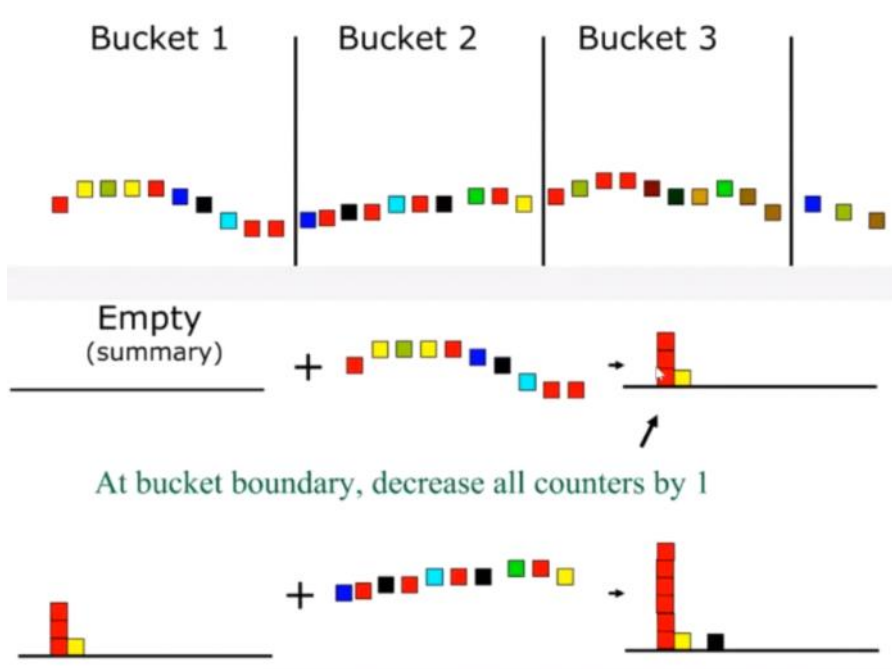 Bucket 1 Bucket 2 Bucket 3
Empty
(summary)
+
At bucket boundary, decrease all counters by 1
+